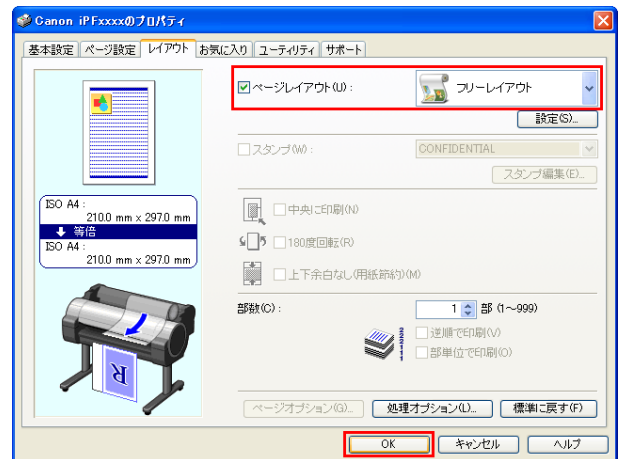 Canon iPFxxxxのプロパティ
基本設定 ページ設定 レイアウト お気に入り ユーティリティ サポート
ページレイアウト(U) : フリーレイアウト
設定(S)...
スタンプ(W) : CONFIDENTIAL
スタンプ編集(E)...
ISO A4 :
210.0 mm x 297.0 mm
等倍
ISO A4 :
210.0 mm x 297.0 mm
中央に印刷(N)
180度回転(R)
上下余白なし(用紙節約)(M)
部数(C) : 1 部 (1~999)
逆順で印刷(V)
部単位で印刷(O)
ページオプション(G)... 処理オプション(L)... 標準に戻す(F)
OK キャンセル ヘルプ